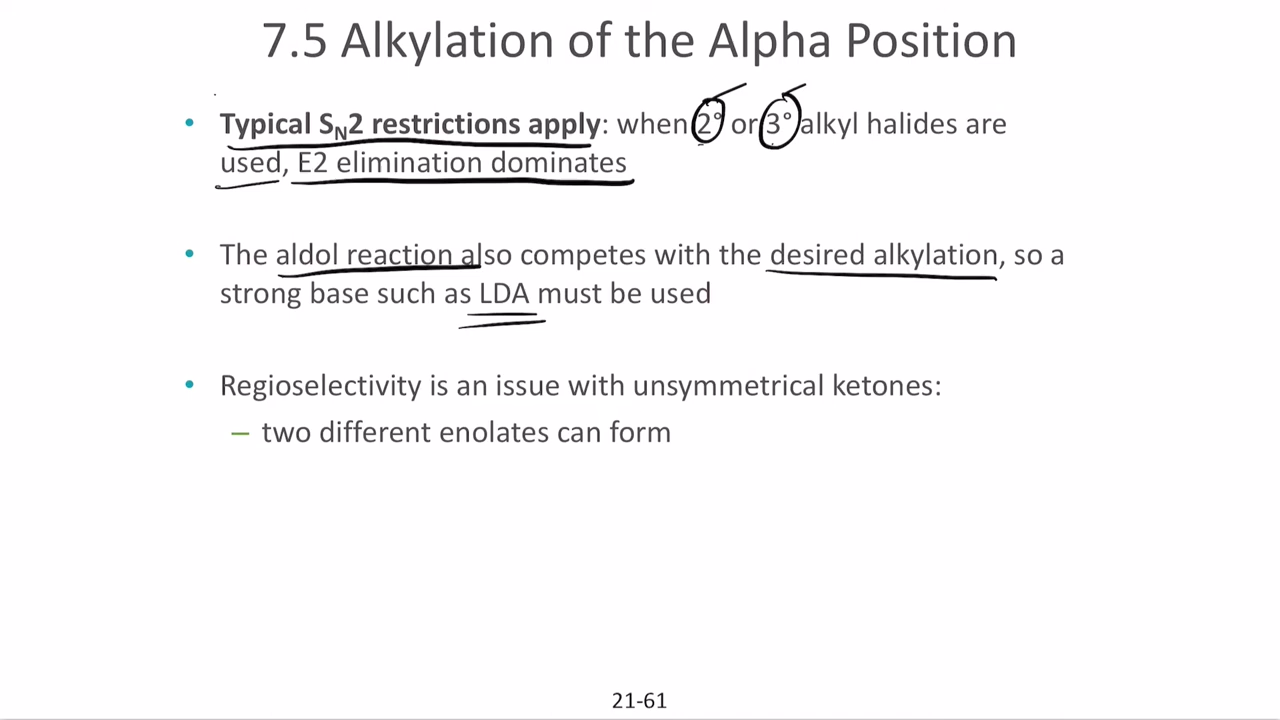 7.5 Alkylation of the Alpha Position
• Typical SN2 restrictions apply: when 2° or 3° alkyl halides are
used, E2 elimination dominates
• The aldol reaction also competes with the desired alkylation, so a
strong base such as LDA must be used
• Regioselectivity is an issue with unsymmetrical ketones:
– two different enolates can form
21-61